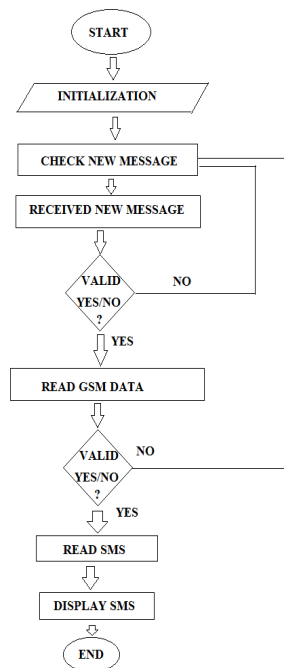 START
INITIALIZATION
CHECK NEW MESSAGE
RECEIVED NEW MESSAGE
VALID
YES/NO
?
NO
YES
READ GSM DATA
VALID
YES/NO
?
NO
YES
READ SMS
DISPLAY SMS
END